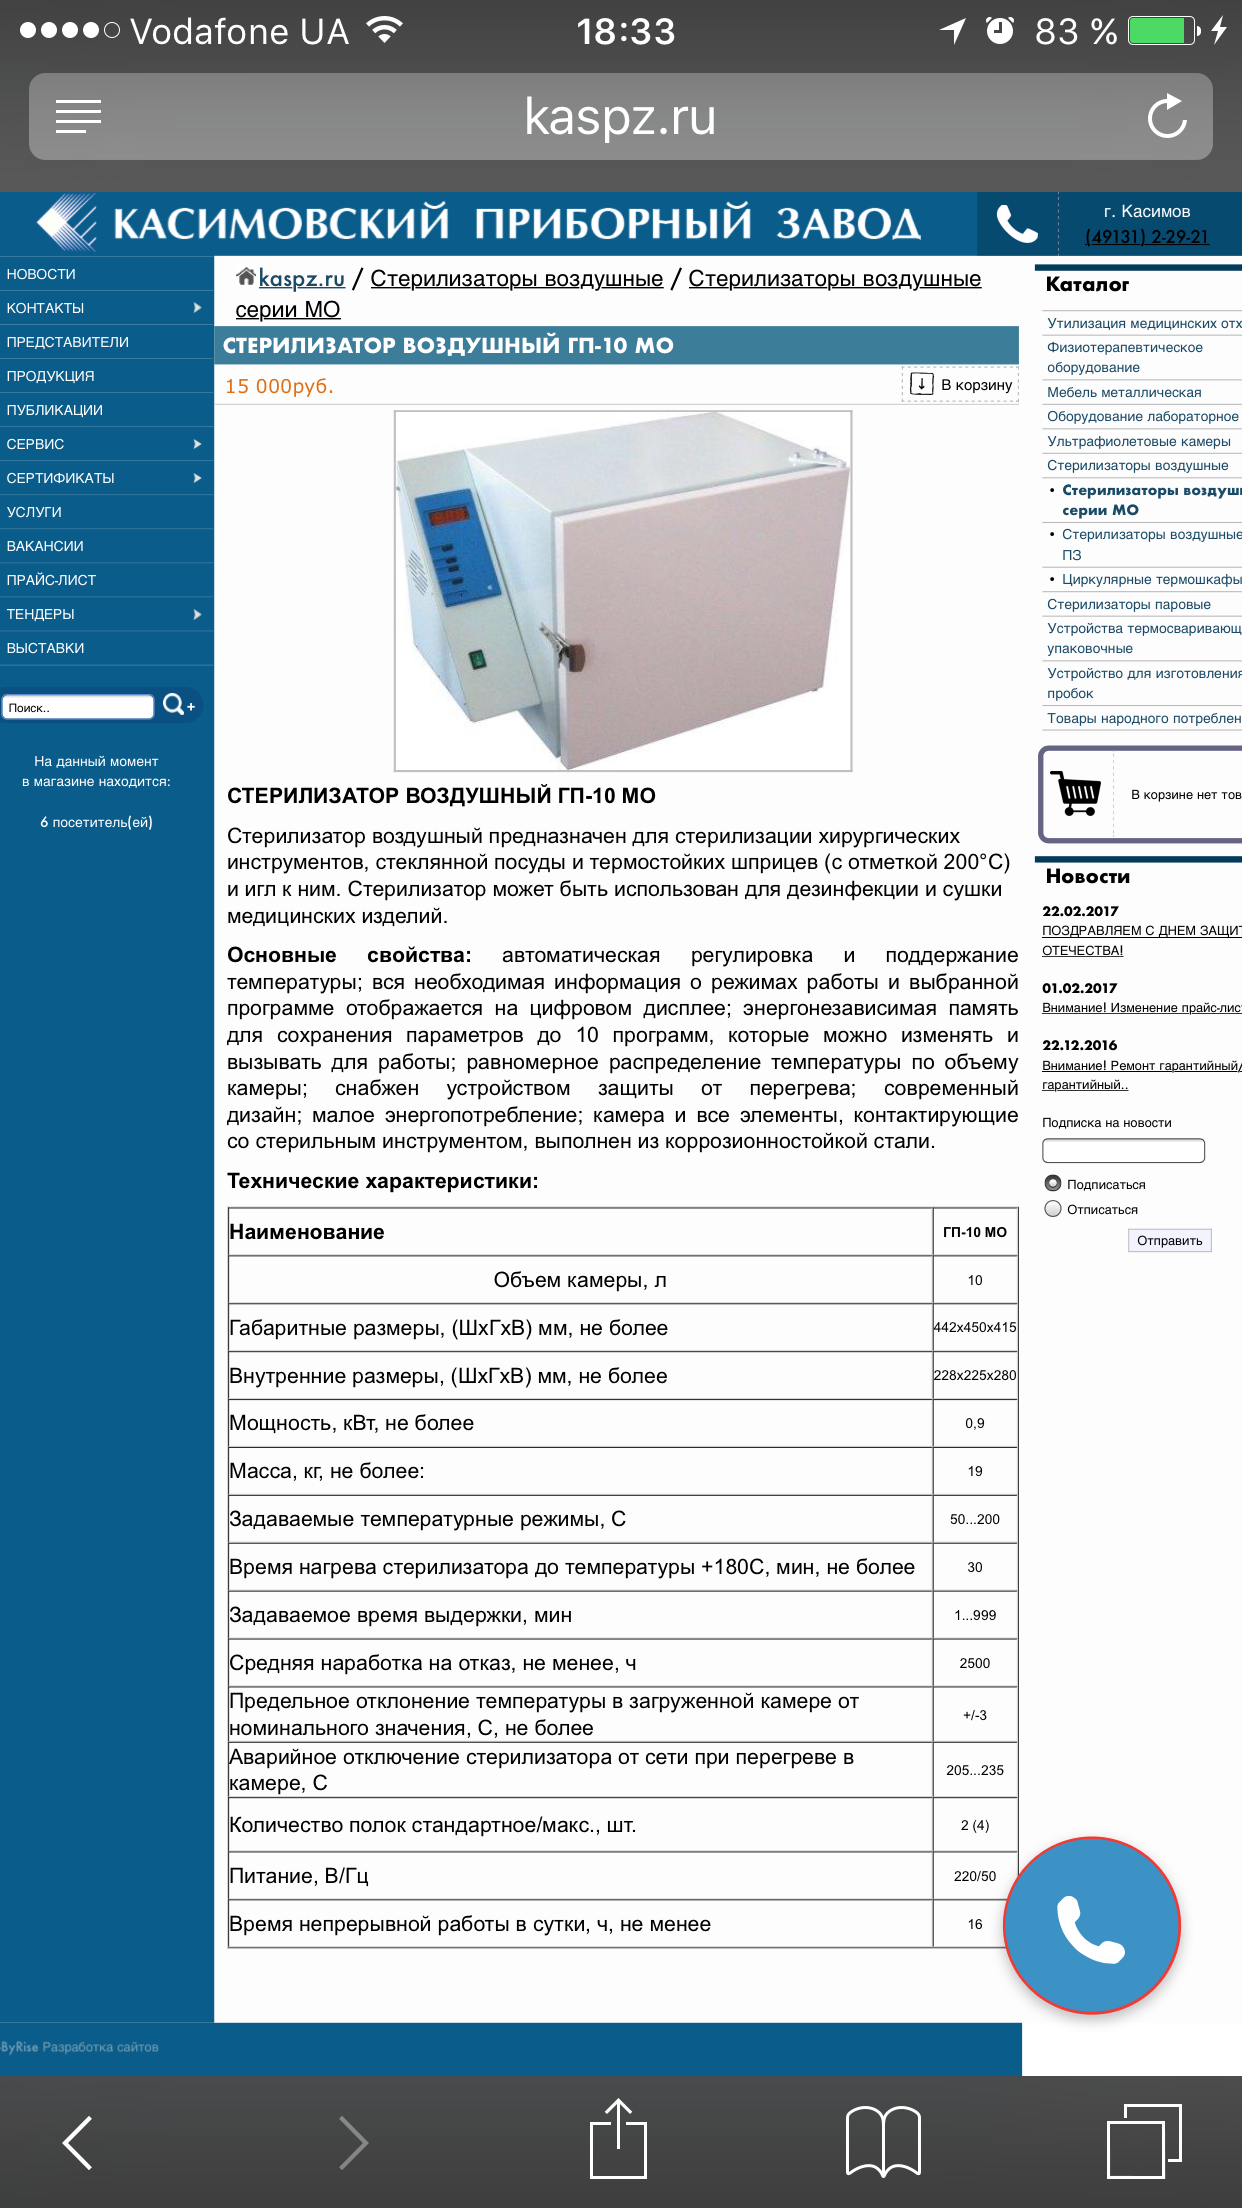 Vodafone UA 18:33 83 %
kaspz.ru
КАСИМОВСКИЙ ПРИБОРНЫЙ ЗАВОД
г. Касимов
(49131) 2-29-21
НОВОСТИ
КОНТАКТЫ
ПРЕДСТАВИТЕЛИ
ПРОДУКЦИЯ
ПУБЛИКАЦИИ
СЕРВИС
СЕРТИФИКАТЫ
УСЛУГИ
ВАКАНСИИ
ПРАЙС-ЛИСТ
ТЕНДЕРЫ
ВЫСТАВКИ
Поиск..
На данный момент
в магазине находится:
6 посетитель(ей)
kaspz.ru / Стерилизаторы воздушные / Стерилизаторы воздушные
серии МО
СТЕРИЛИЗАТОР ВОЗДУШНЫЙ ГП-10 МО
15 000руб.
В корзину
СТЕРИЛИЗАТОР ВОЗДУШНЫЙ ГП-10 МО
Стерилизатор воздушный предназначен для стерилизации хирургических
инструментов, стеклянной посуды и термостойких шприцев (с отметкой 200°С)
и игл к ним. Стерилизатор может быть использован для дезинфекции и сушки
медицинских изделий.
Основные свойства: автоматическая регулировка и поддержание
температуры; вся необходимая информация о режимах работы и выбранной
программе отображается на цифровом дисплее; энергонезависимая память
для сохранения параметров до 10 программ, которые можно изменять и
вызывать для работы; равномерное распределение температуры по объему
камеры; снабжен устройством защиты от перегрева; современный
дизайн; малое энергопотребление; камера и все элементы, контактирующие
со стерильным инструментом, выполнен из коррозионностойкой стали.
Технические характеристики:
Наименование ГП-10 МО
Объем камеры, л 10
Габаритные размеры, (ШхГхВ) мм, не более 442х450х415
Внутренние размеры, (ШхГхВ) мм, не более 228х225х280
Мощность, кВт, не более 0,9
Масса, кг, не более: 19
Задаваемые температурные режимы, С 50...200
Время нагрева стерилизатора до температуры +180С, мин, не более 30
Задаваемое время выдержки, мин 1...999
Средняя наработка на отказ, не менее, ч 2500
Предельное отклонение температуры в загруженной камере от
номинального значения, С, не более +/-3
Аварийное отключение стерилизатора от сети при перегреве в
камере, С 205...235
Количество полок стандартное/макс., шт. 2 (4)
Питание, В/Гц 220/50
Время непрерывной работы в сутки, ч, не менее 16
Каталог
Утилизация медицинских отх
Физиотерапевтическое
оборудование
Мебель металлическая
Оборудование лабораторное
Ультрафиолетовые камеры
Стерилизаторы воздушные
• Стерилизаторы воздуш
серии МО
• Стерилизаторы воздушные
ПЗ
• Циркулярные термошкафы
Стерилизаторы паровые
Устройства термосваривающ
упаковочные
Устройство для изготовления
пробок
Товары народного потреблен
В корзине нет тов
Новости
22.02.2017
ПОЗДРАВЛЯЕМ С ДНЕМ ЗАЩИТ
ОТЕЧЕСТВА!
01.02.2017
Внимание! Изменение прайс-лис
22.12.2016
Внимание! Ремонт гарантийный/
гарантийный..
Подписка на новости
Подписаться
Отписаться
Отправить
ByRise Разработка сайтов